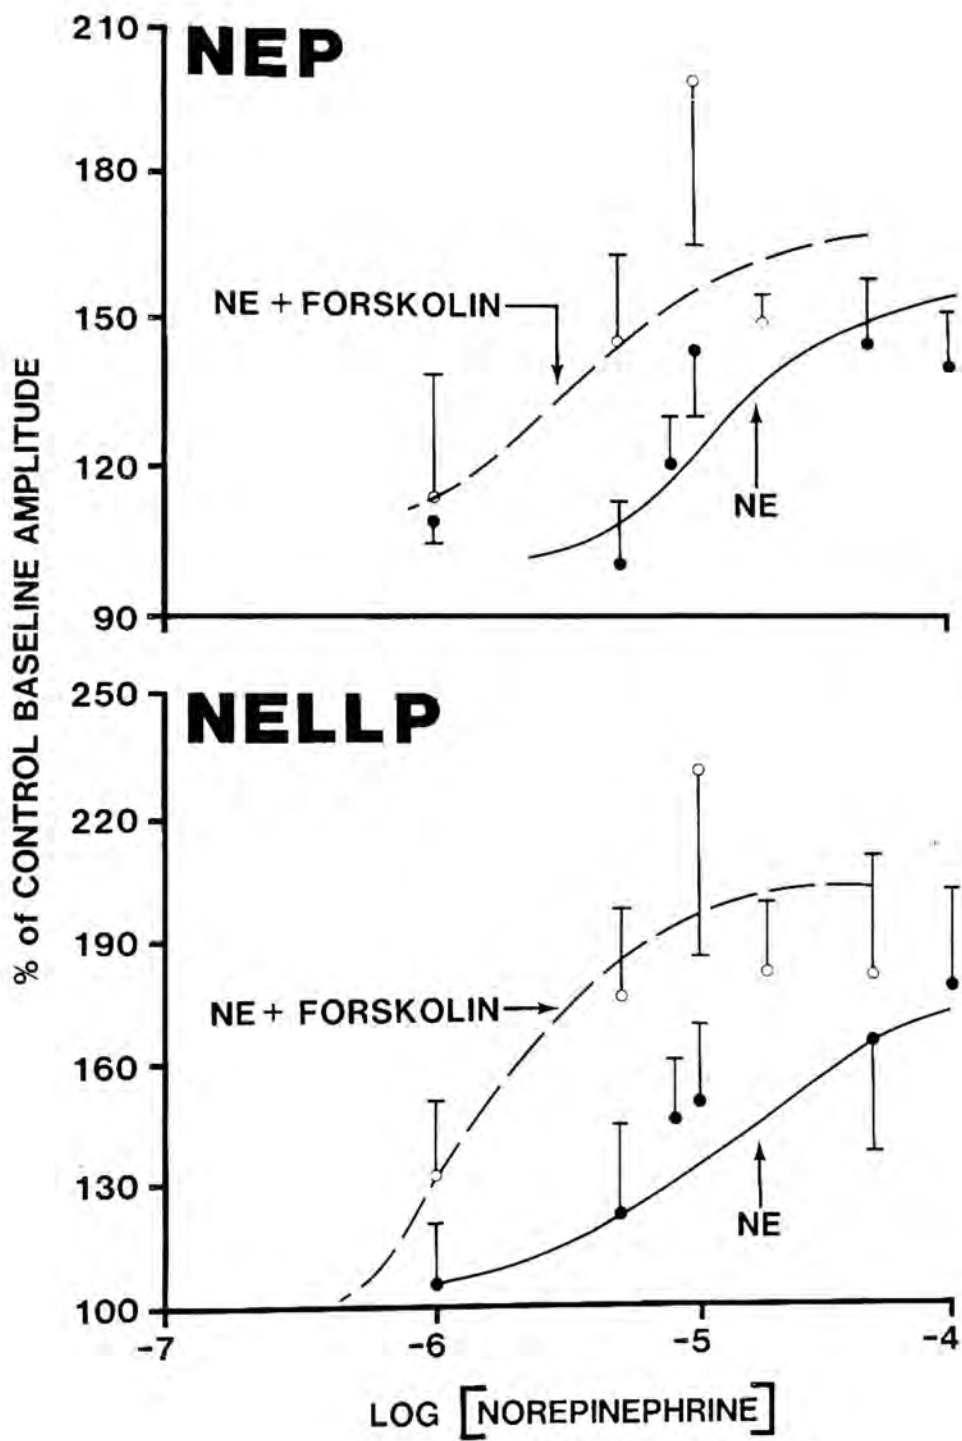 % of CONTROL BASELINE AMPLITUDE
210
NEP
180
NE + FORSKOLIN
150
120
NE
90
-7
250
NELLP
220
190
NE + FORSKOLIN
160
130
NE
100
-7
-6
-5
-4
LOG [NOREPINEPHRINE]